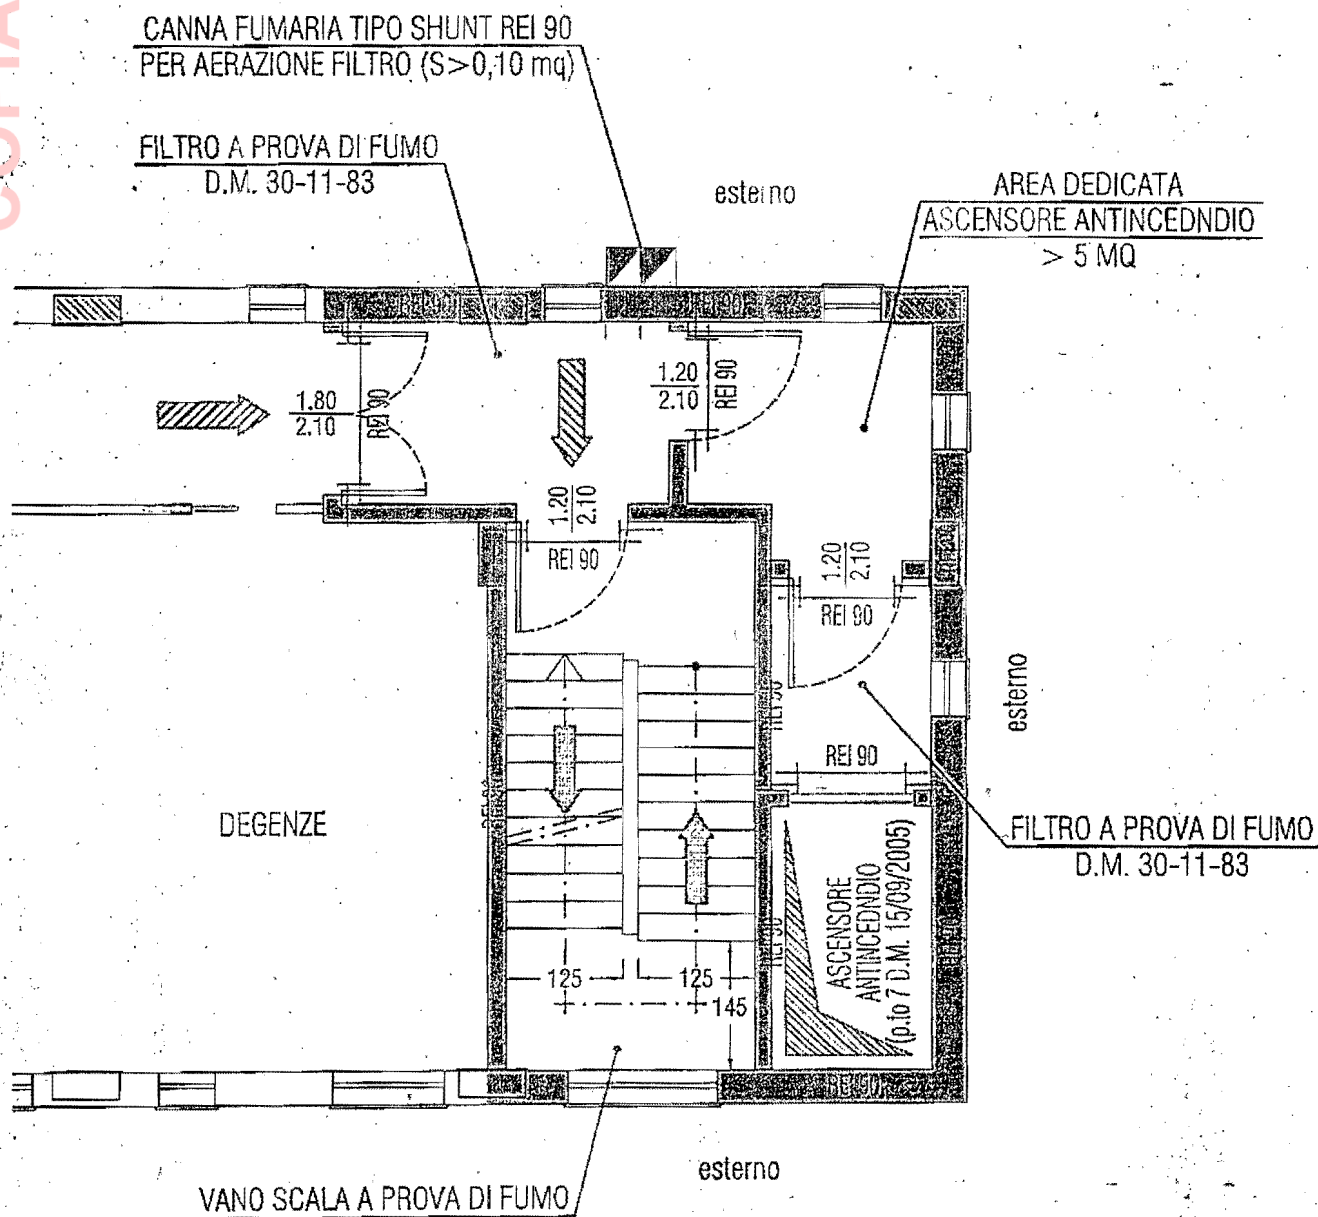 COPIA
CANNA FUMARIA TIPO SHUNT REI 90
PER AERAZIONE FILTRO (S>0,10 mq)
FILTRO A PROVA DI FUMO
D.M. 30-11-83
esterno
AREA DEDICATA
ASCENSORE ANTINCEDNDIO
> 5 MQ
1.80
2.10
REI 90
1.20
2.10
REI 90
1.20
2.10
REI 90
1.20
2.10
REI 90
REI 90
REI 90
esterno
DEGENZE
FILTRO A PROVA DI FUMO
D.M. 30-11-83
ASCENSORE
ANTINCEDNDIO
(p.to 7 D.M. 15/09/2005)
REI 90
125
125
145
esterno
VANO SCALA A PROVA DI FUMO